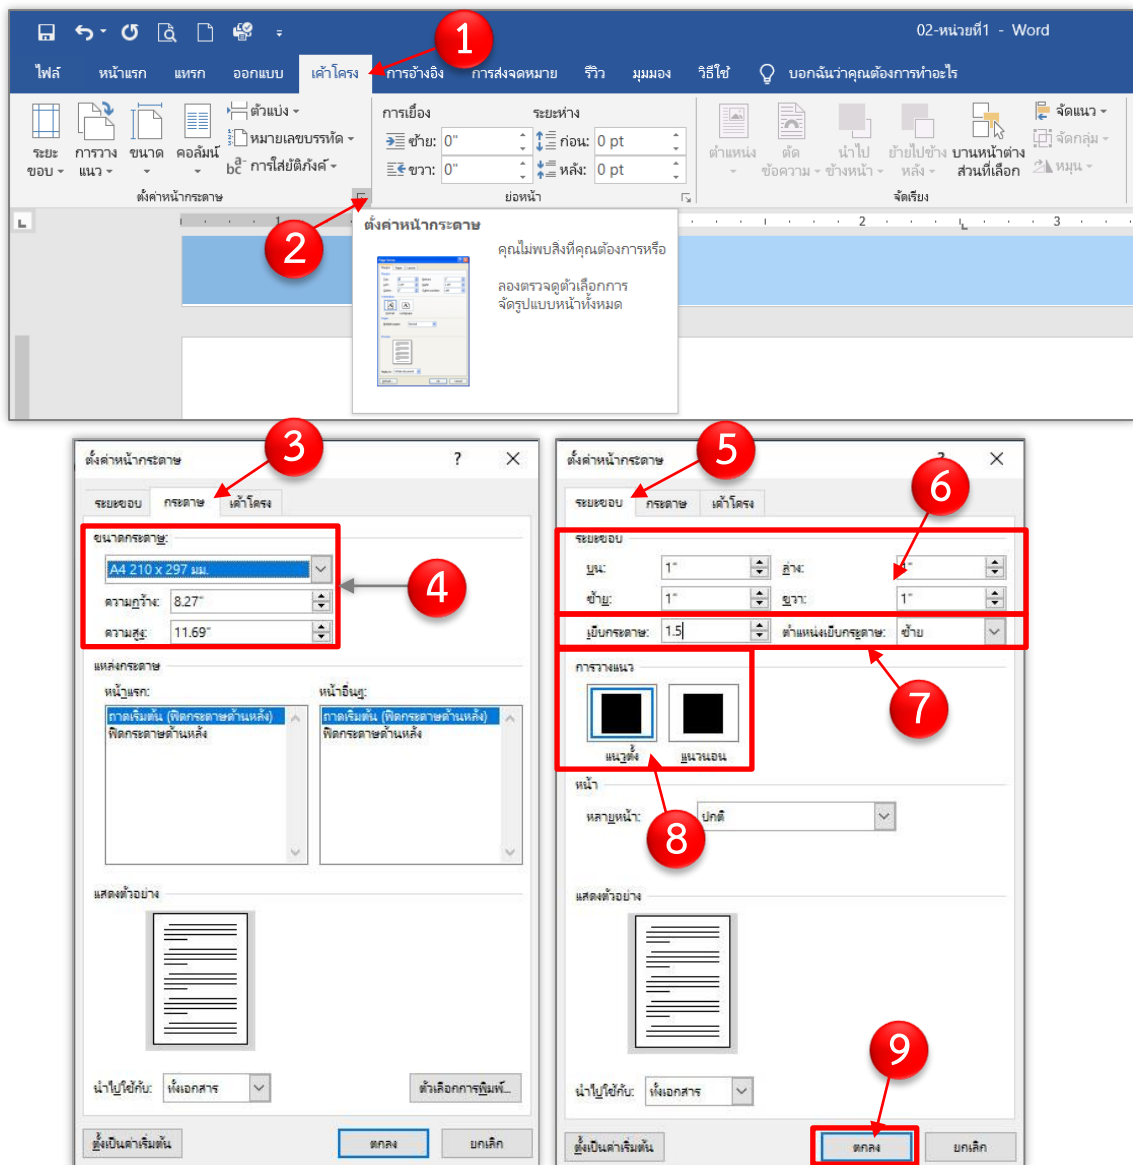 02-หน่วยที่1 - Word
1
ไฟล์ หน้าแรก แทรก ออกแบบ เค้าโครง การอ้างอิง การส่งจดหมาย รีวิว มุมมอง วิธีใช้ บอกฉันว่าคุณต้องการทำอะไร
ระยะขอบ
การวางแนว
ขนาด
คอลัมน์
ตัวแบ่ง
หมายเลขบรรทัด
การใส่ยัติภังค์
ตั้งค่าหน้ากระดาษ
การเยื้อง ระยะห่าง
ซ้าย: 0" ก่อน: 0 pt
ขวา: 0" หลัง: 0 pt
ย่อหน้า
ตำแหน่ง
ตัดข้อความ
นำไปข้างหน้า
ย้ายไปข้างหลัง
บานหน้าต่างส่วนที่เลือก
จัดแนว
จัดกลุ่ม
หมุน
จัดเรียง
1 2 3
2
ตั้งค่าหน้ากระดาษ
คุณไม่พบสิ่งที่คุณต้องการหรือ
ลองตรวจดูตัวเลือกการ
จัดรูปแบบหน้าทั้งหมด
3
ตั้งค่าหน้ากระดาษ ?
ระยะขอบ กระดาษ เค้าโครง
ขนาดกระดาษ:
A4 210 x 297 มม.
4
ความกว้าง: 8.27"
ความสูง: 11.69"
แหล่งกระดาษ
หน้าแรก: หน้าอื่นๆ:
ถาดเริ่มต้น (ฟีดกระดาษด้านหลัง) ถาดเริ่มต้น (ฟีดกระดาษด้านหลัง)
ฟีดกระดาษด้านหลัง ฟีดกระดาษด้านหลัง
แสดงตัวอย่าง
นำไปใช้กับ: ทั้งเอกสาร ตัวเลือกการพิมพ์...
ตั้งเป็นค่าเริ่มต้น ตกลง ยกเลิก
5
ตั้งค่าหน้ากระดาษ ?
6
ระยะขอบ กระดาษ เค้าโครง
ระยะขอบ
บน: 1" ล่าง: 1"
ซ้าย: 1" ขวา: 1"
เย็บกระดาษ: 1.5 ตำแหน่งเย็บกระดาษ: ซ้าย
7
การวางแนว
แนวตั้ง แนวนอน
หน้า
8
หลายหน้า: ปกติ
แสดงตัวอย่าง
9
นำไปใช้กับ: ทั้งเอกสาร
ตั้งเป็นค่าเริ่มต้น ตกลง ยกเลิก